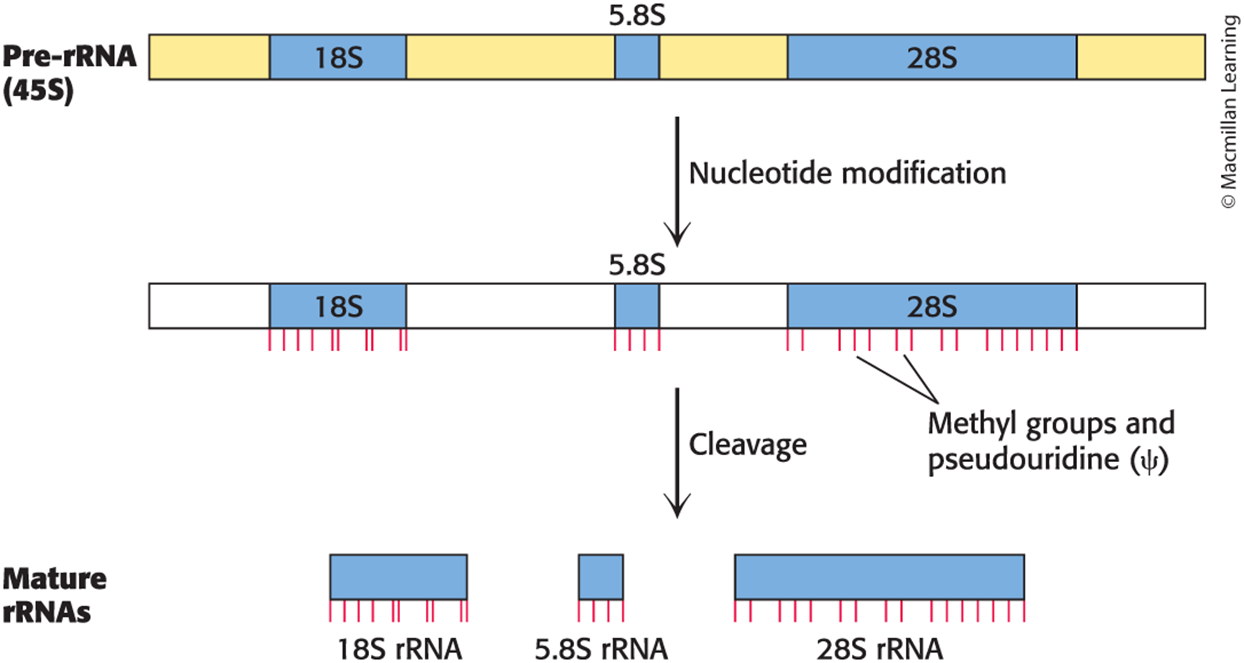 5.8S
Pre-rRNA
(45S)
18S
28S
© Macmillan Learning
Nucleotide modification
5.8S
18S
28S
Methyl groups and
pseudouridine (ψ)
Cleavage
Mature
rRNAs
18S rRNA
5.8S rRNA
28S rRNA